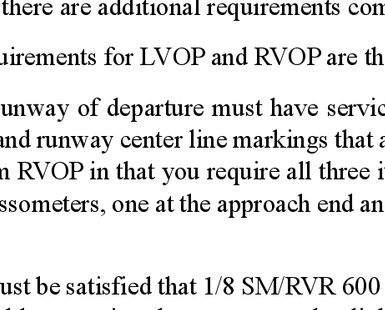 there are additional requirements com
uirements for LVOP and RVOP are th
unway of departure must have servic
and runway center line markings that a
m RVOP in that you require all three i
ssometers, one at the approach end an
ust be satisfied that 1/8 SM/RVR 600